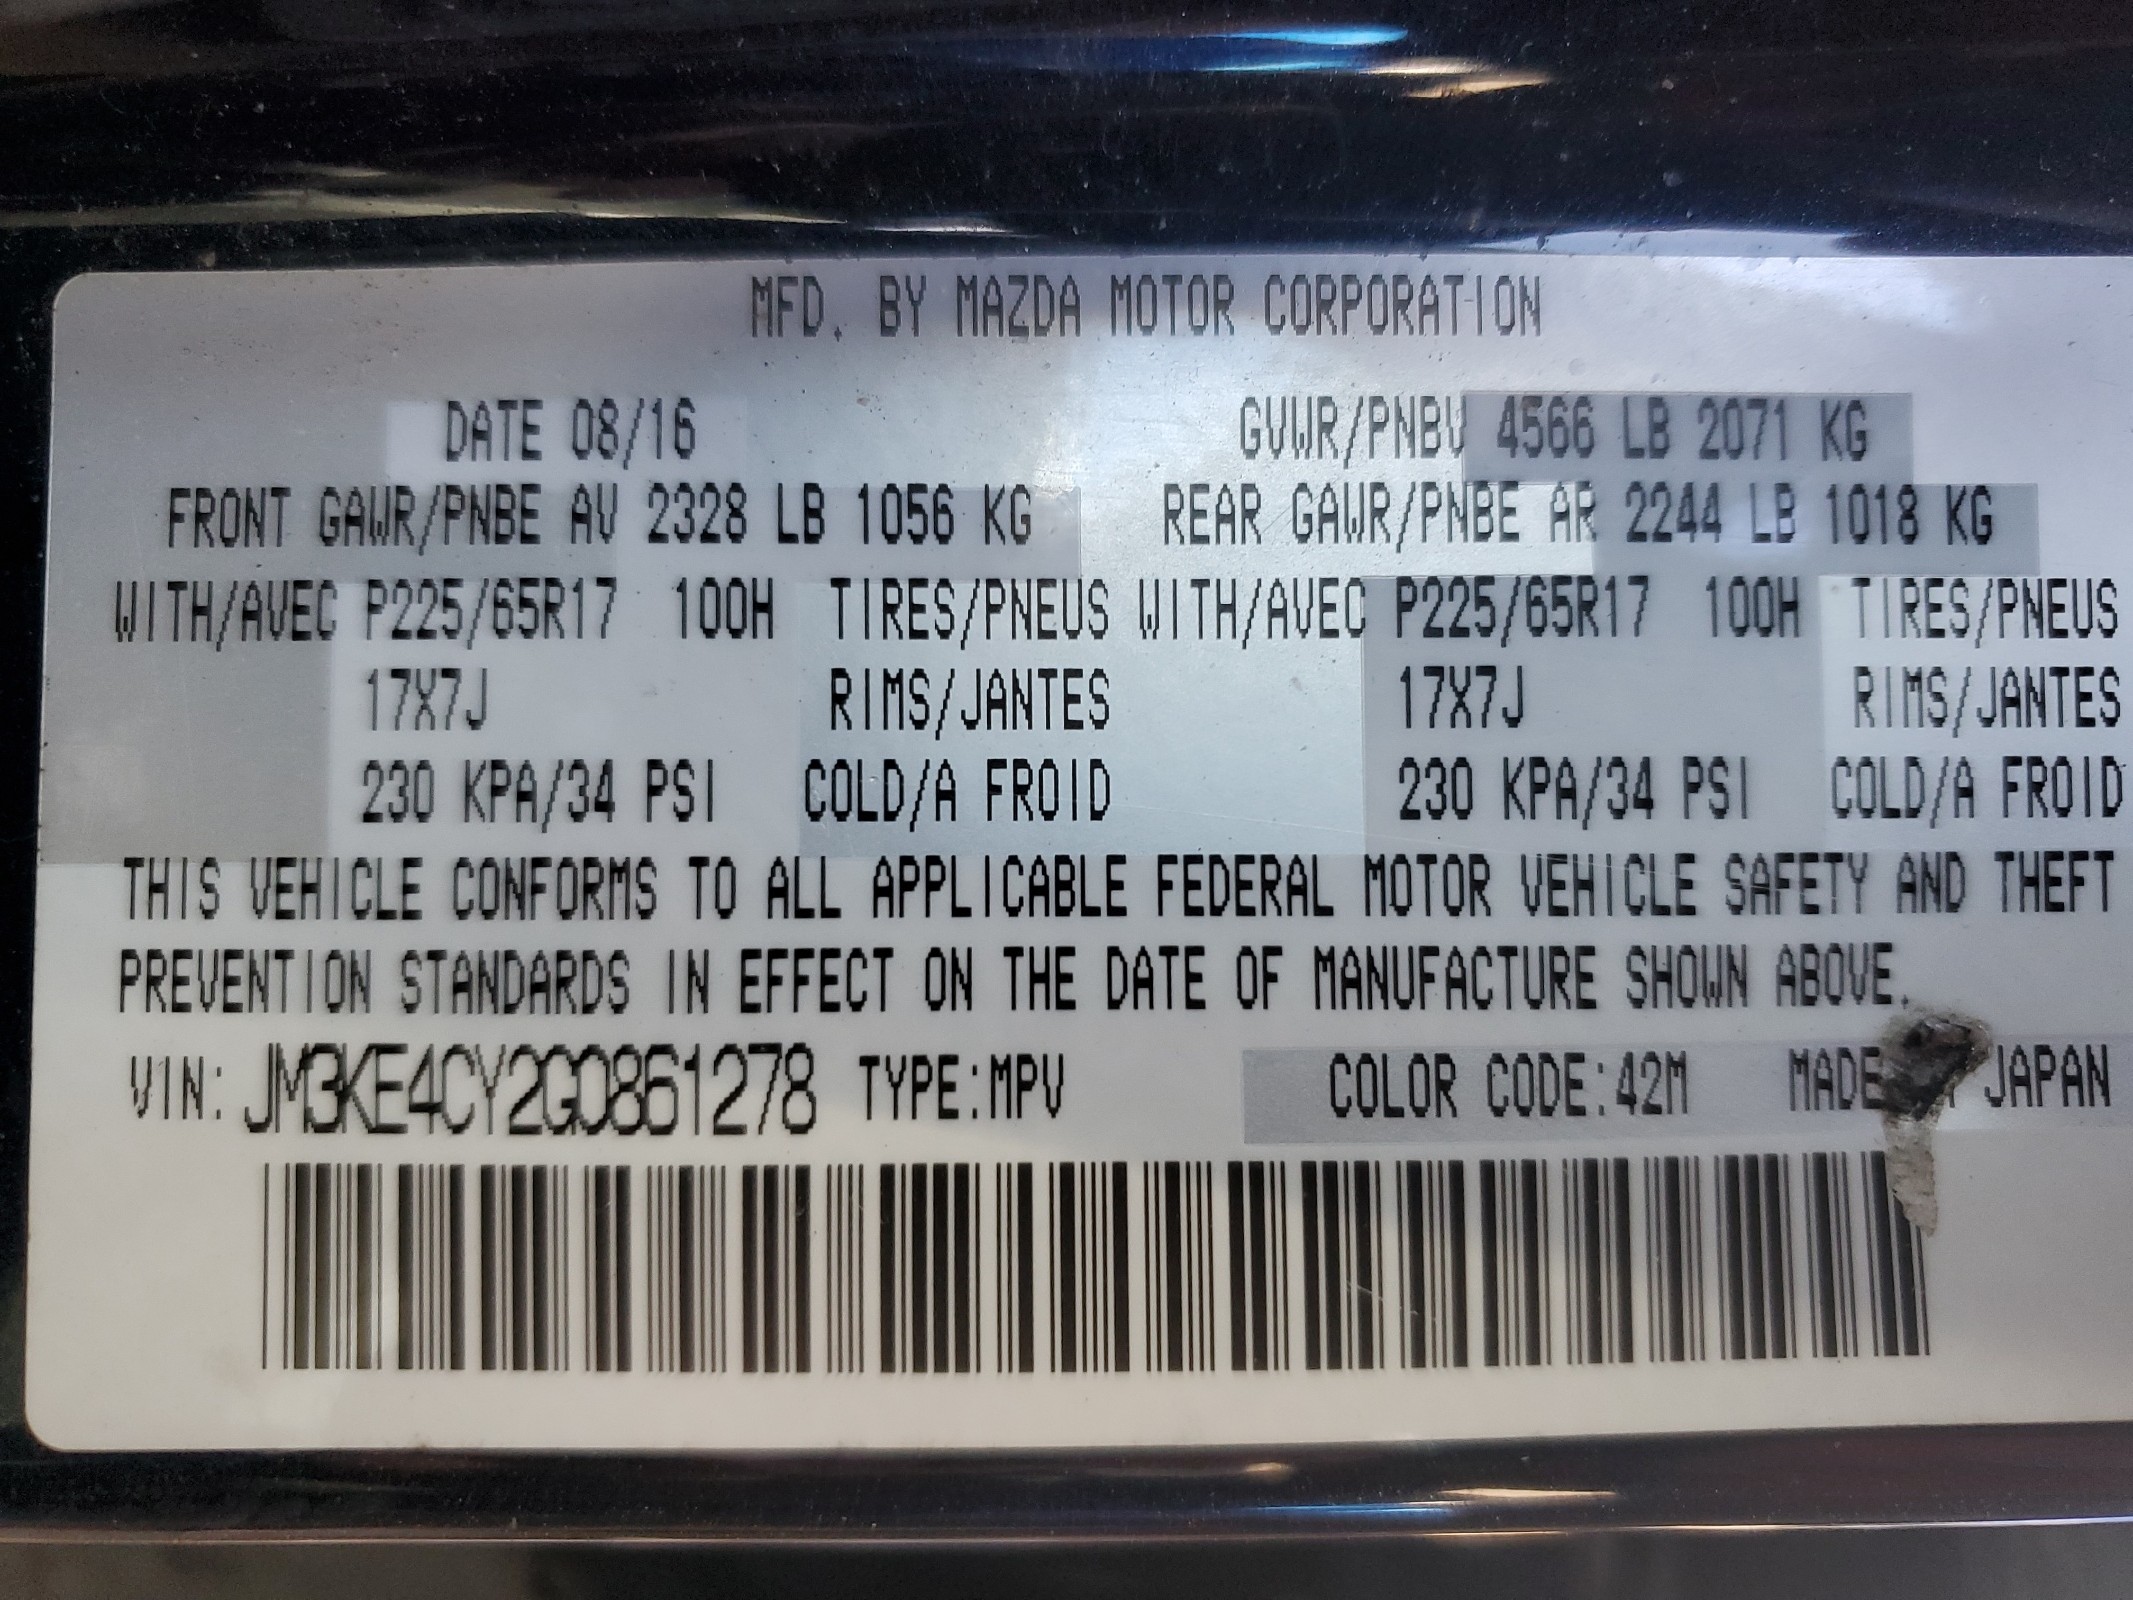 MFD. BY MAZDA MOTOR CORPORATION
DATE 08/16 GVWR/PNBV 4566 LB 2071 KG
FRONT GAWR/PNBE AV 2328 LB 1056 KG REAR GAWR/PNBE AR 2244 LB 1018 KG
WITH/AVEC P225/65R17 100H TIRES/PNEUS WITH/AVEC P225/65R17 100H TIRES/PNEUS
17X7J RIMS/JANTES 17X7J RIMS/JANTES
230 KPA/34 PSI COLD/A FROID 230 KPA/34 PSI COLD/A FROID
THIS VEHICLE CONFORMS TO ALL APPLICABLE FEDERAL MOTOR VEHICLE SAFETY AND THEFT
PREVENTION STANDARDS IN EFFECT ON THE DATE OF MANUFACTURE SHOWN ABOVE.
VIN: JM3KE4CY2G0861278 TYPE:MPV COLOR CODE:42M MADE JAPAN